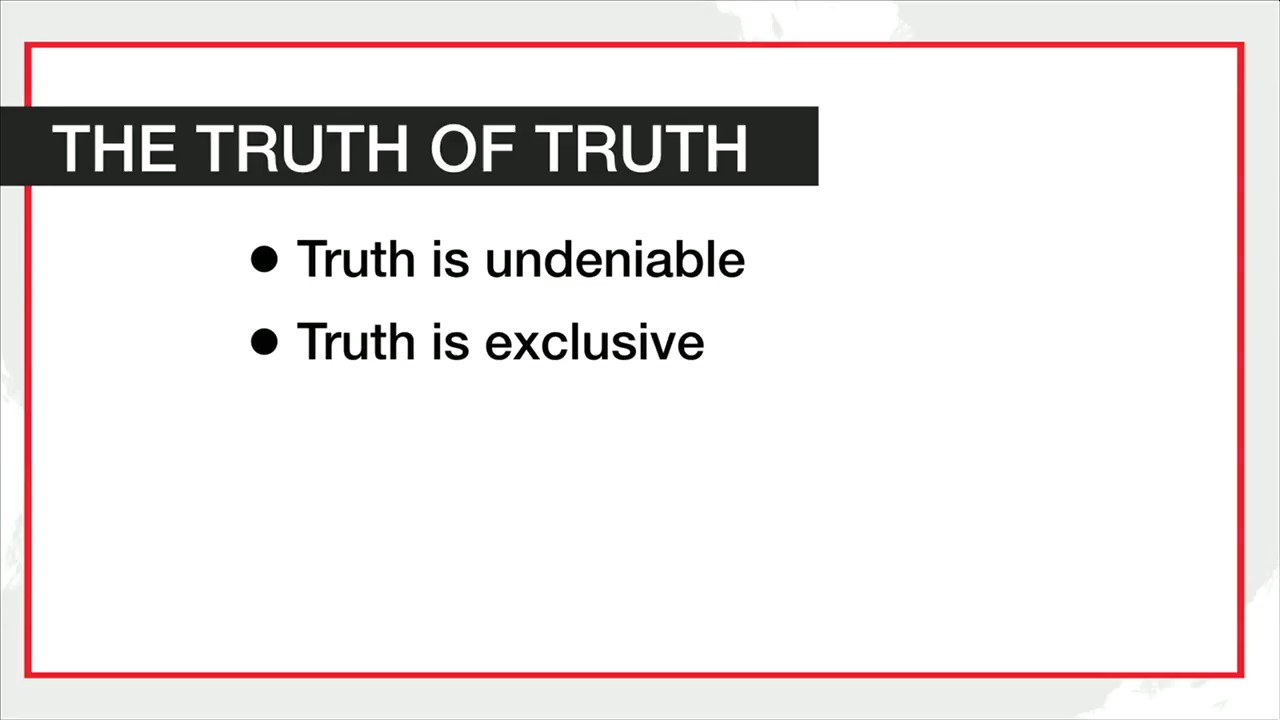 THE TRUTH OF TRUTH
● Truth is undeniable
● Truth is exclusive